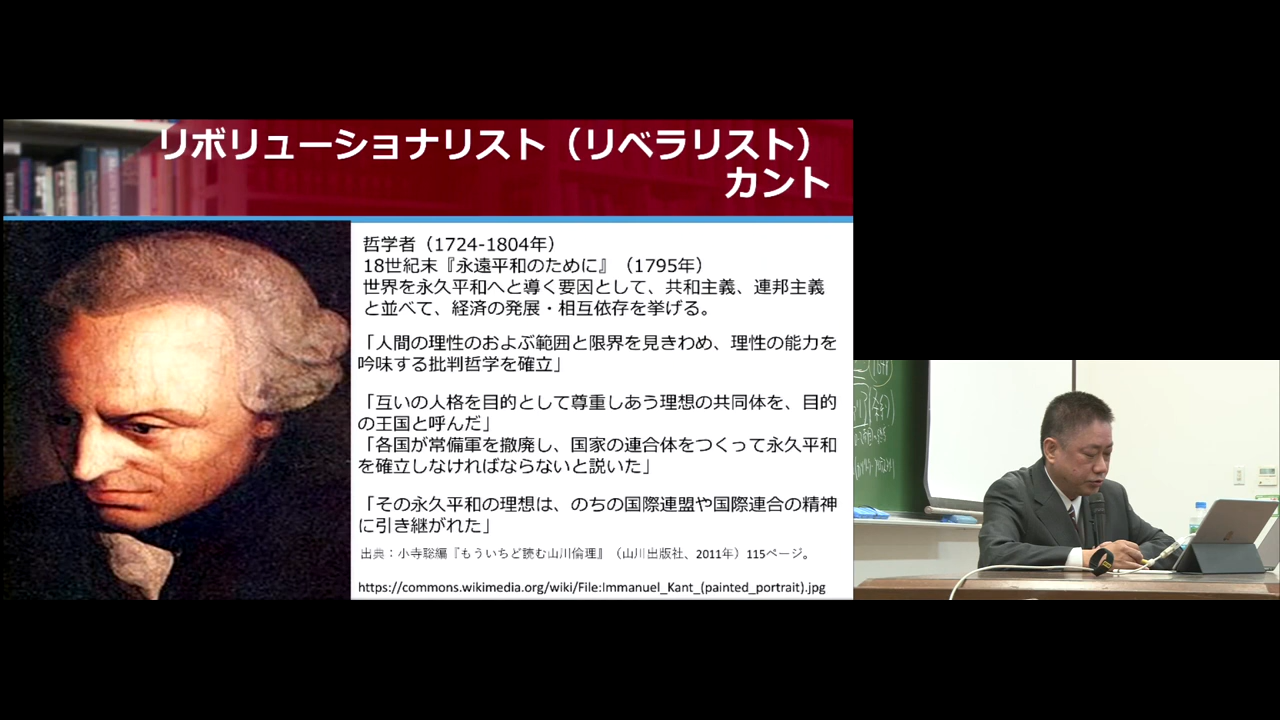 リボリューショナリスト（リベラリスト）
カント
哲学者（1724-1804年）
18世紀末『永遠平和のために』（1795年）
世界を永久平和へと導く要因として、共和主義、連邦主義
と並べて、経済の発展・相互依存を挙げる。
「人間の理性のおよぶ範囲と限界を見きわめ、理性の能力を
吟味する批判哲学を確立」
「互いの人格を目的として尊重しあう理想の共同体を、目的
の王国と呼んだ」
「各国が常備軍を撤廃し、国家の連合体をつくって永久平和
を確立しなければならないと説いた」
「その永久平和の理想は、のちの国際連盟や国際連合の精神
に引き継がれた」
出典：小寺聡編『もういちど読む山川倫理』（山川出版社、2011年）115ページ。
https://commons.wikimedia.org/wiki/File:Immanuel_Kant_(painted_portrait).jpg